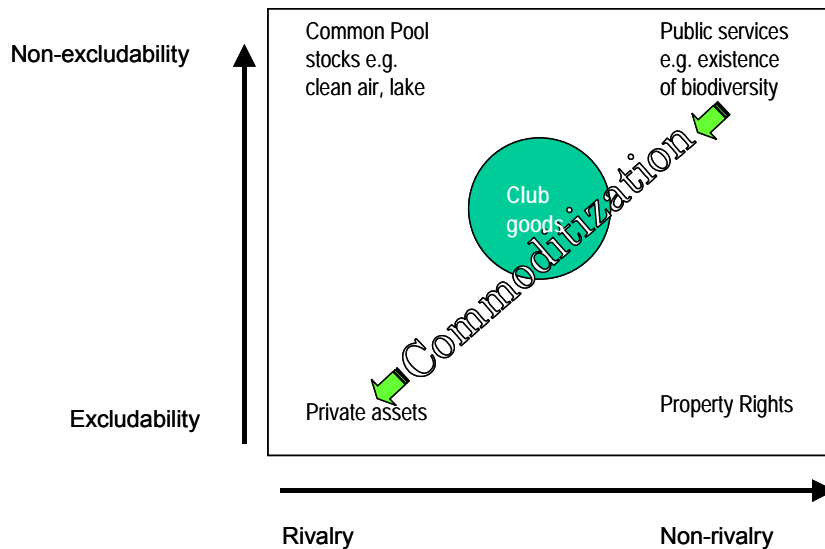 Non-excludability
Common Pool
stocks e.g.
clean air, lake
Public services
e.g. existence
of biodiversity
Club
goods
Commoditization
Private assets
Property Rights
Excludability
Rivalry
Non-rivalry